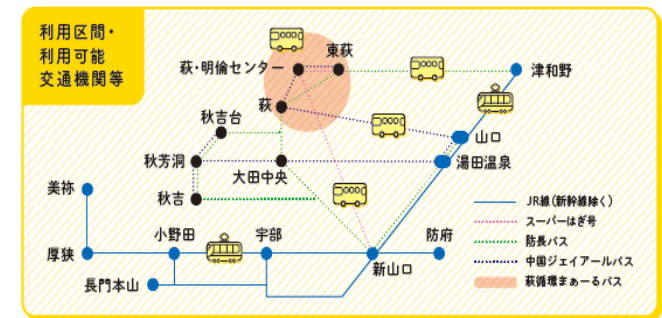 利用区間・
利用可能
交通機関等
萩・明倫センター
東萩
津和野
萩
秋吉台
山口
秋芳洞
大田中央
湯田温泉
美祢
秋吉
JR線(新幹線除く)
スーパーはぎ号
小野田
宇部
防府
防長バス
厚狭
新山口
中国ジェイアールバス
長門本山
萩循環まぁーるバス